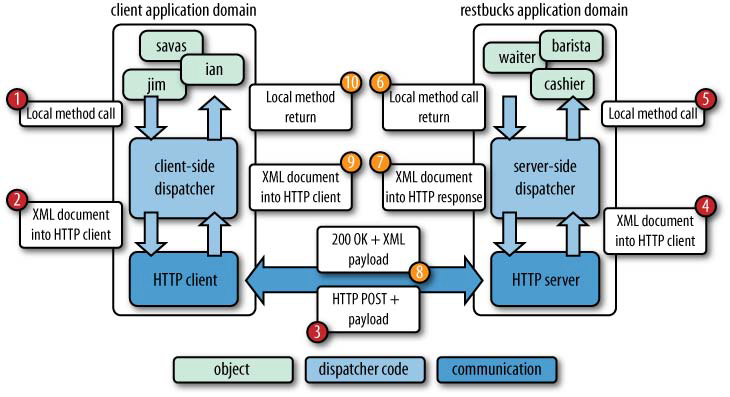 client application domain
restbucks application domain
savas
ian
jim
waiter
barista
cashier
1
Local method call
10
Local method
return
6
Local method call
return
5
Local method call
client-side
dispatcher
server-side
dispatcher
2
XML document
into HTTP client
9
XML document
into HTTP client
7
XML document
into HTTP response
4
XML document
into HTTP client
200 OK + XML
payload
8
HTTP client
HTTP server
HTTP POST +
payload
3
object
dispatcher code
communication